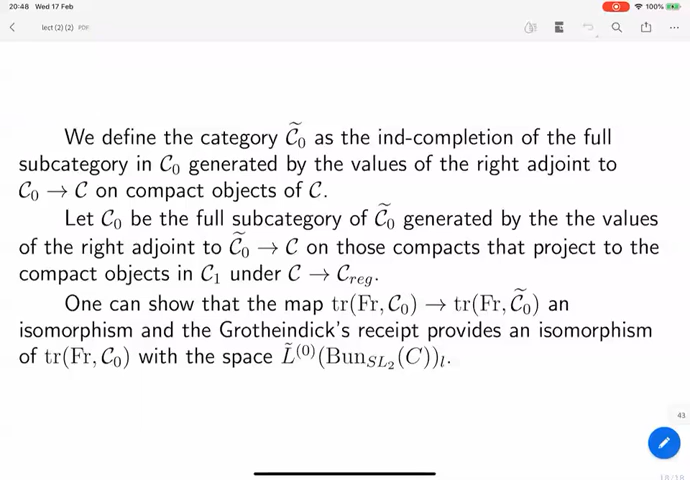 20:48 Wed 17 Feb
100%
lect (2) (2) PDF
We define the category $\widetilde{\mathcal{C}}_0$ as the ind-completion of the full
subcategory in $\mathcal{C}_0$ generated by the values of the right adjoint to
$\mathcal{C}_0 \to \mathcal{C}$ on compact objects of $\mathcal{C}$.
Let $\mathcal{C}_0$ be the full subcategory of $\widetilde{\mathcal{C}}_0$ generated by the the values
of the right adjoint to $\widetilde{\mathcal{C}}_0 \to \mathcal{C}$ on those compacts that project to the
compact objects in $\mathcal{C}_1$ under $\mathcal{C} \to \mathcal{C}_{reg}$.
One can show that the map $\mathrm{tr}(\mathrm{Fr}, \mathcal{C}_0) \to \mathrm{tr}(\mathrm{Fr}, \widetilde{\mathcal{C}}_0)$ an
isomorphism and the Grotheindick's receipt provides an isomorphism
of $\mathrm{tr}(\mathrm{Fr}, \mathcal{C}_0)$ with the space $\tilde{L}^{(0)}(\mathrm{Bun}_{SL_2}(C))_l$.
43
18/18